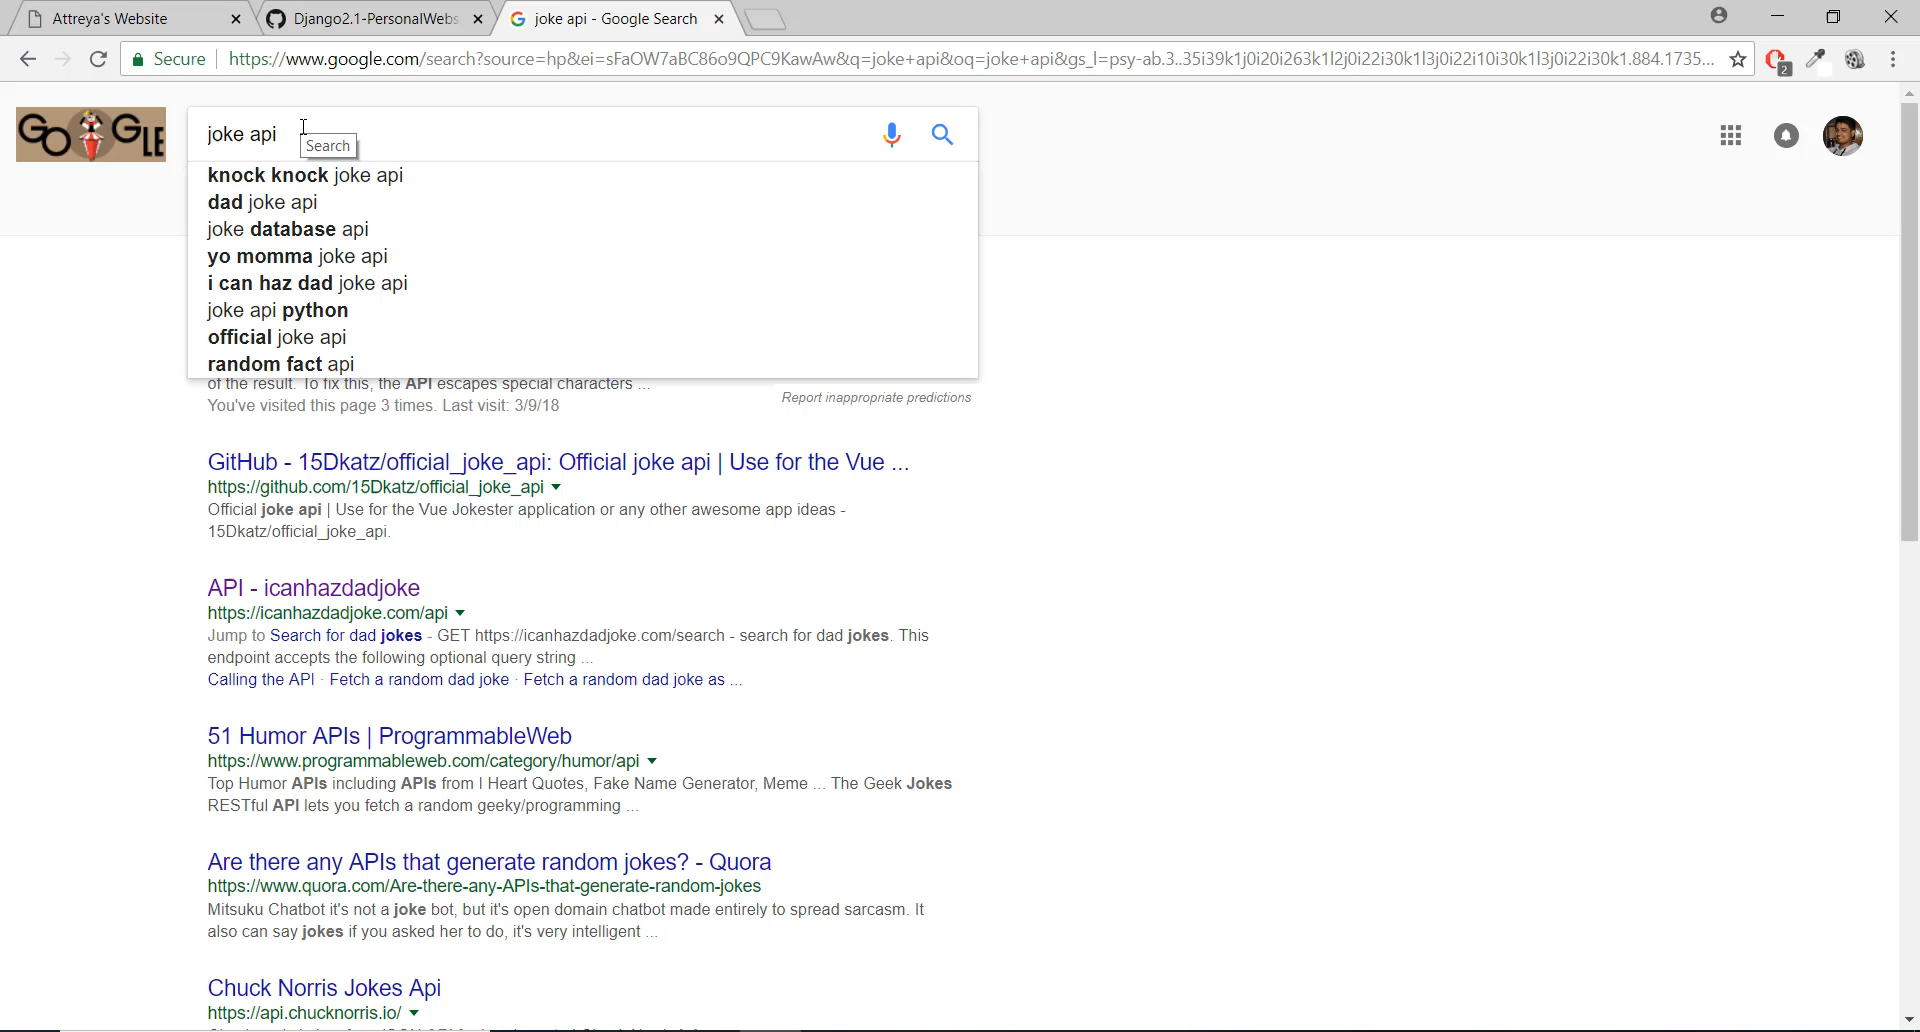 Attreya's Website
Django2.1-PersonalWebs
joke api - Google Search
Secure
https://www.google.com/search?source=hp&ei=sFaOW7aBC86o9QPC9KawAw&q=joke+api&oq=joke+api&gs_l=psy-ab.3..35i39k1j0i20i263k1l2j0i22i30k1l3j0i22i10i30k1l3j0i22i30k1.884.1735...
2
GOOGLE
joke api
Search
knock knock joke api
dad joke api
joke database api
yo momma joke api
i can haz dad joke api
joke api python
official joke api
random fact api
of the result. To fix this, the API escapes special characters ...
You've visited this page 3 times. Last visit: 3/9/18
Report inappropriate predictions
GitHub - 15Dkatz/official_joke_api: Official joke api | Use for the Vue ...
https://github.com/15Dkatz/official_joke_api
Official joke api | Use for the Vue Jokester application or any other awesome app ideas -
15Dkatz/official_joke_api.
API - icanhazdadjoke
https://icanhazdadjoke.com/api
Jump to Search for dad jokes - GET https://icanhazdadjoke.com/search - search for dad jokes. This
endpoint accepts the following optional query string ...
Calling the API · Fetch a random dad joke · Fetch a random dad joke as ...
51 Humor APIs | ProgrammableWeb
https://www.programmableweb.com/category/humor/api
Top Humor APIs including APIs from I Heart Quotes, Fake Name Generator, Meme ... The Geek Jokes
RESTful API lets you fetch a random geeky/programming ...
Are there any APIs that generate random jokes? - Quora
https://www.quora.com/Are-there-any-APIs-that-generate-random-jokes
Mitsuku Chatbot it's not a joke bot, but it's open domain chatbot made entirely to spread sarcasm. It
also can say jokes if you asked her to do, it's very intelligent ...
Chuck Norris Jokes Api
https://api.chucknorris.io/